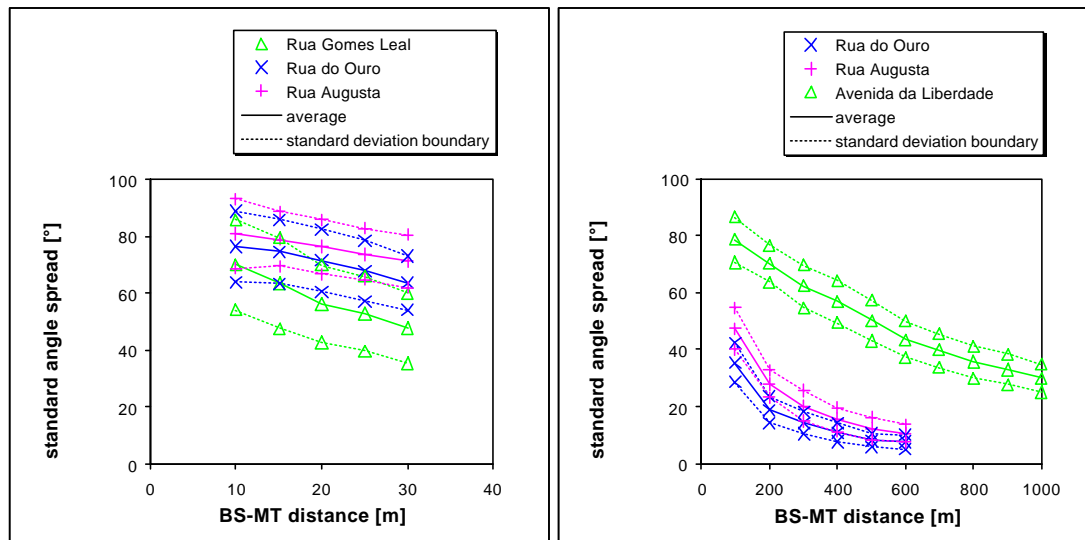 Rua Gomes Leal
Rua do Ouro
Rua Augusta
average
standard deviation boundary
100
80
60
40
20
0
0 10 20 30 40
standard angle spread [°]
BS-MT distance [m]
Rua do Ouro
Rua Augusta
Avenida da Liberdade
average
standard deviation boundary
100
80
60
40
20
0
0 200 400 600 800 1000
standard angle spread [°]
BS-MT distance [m]